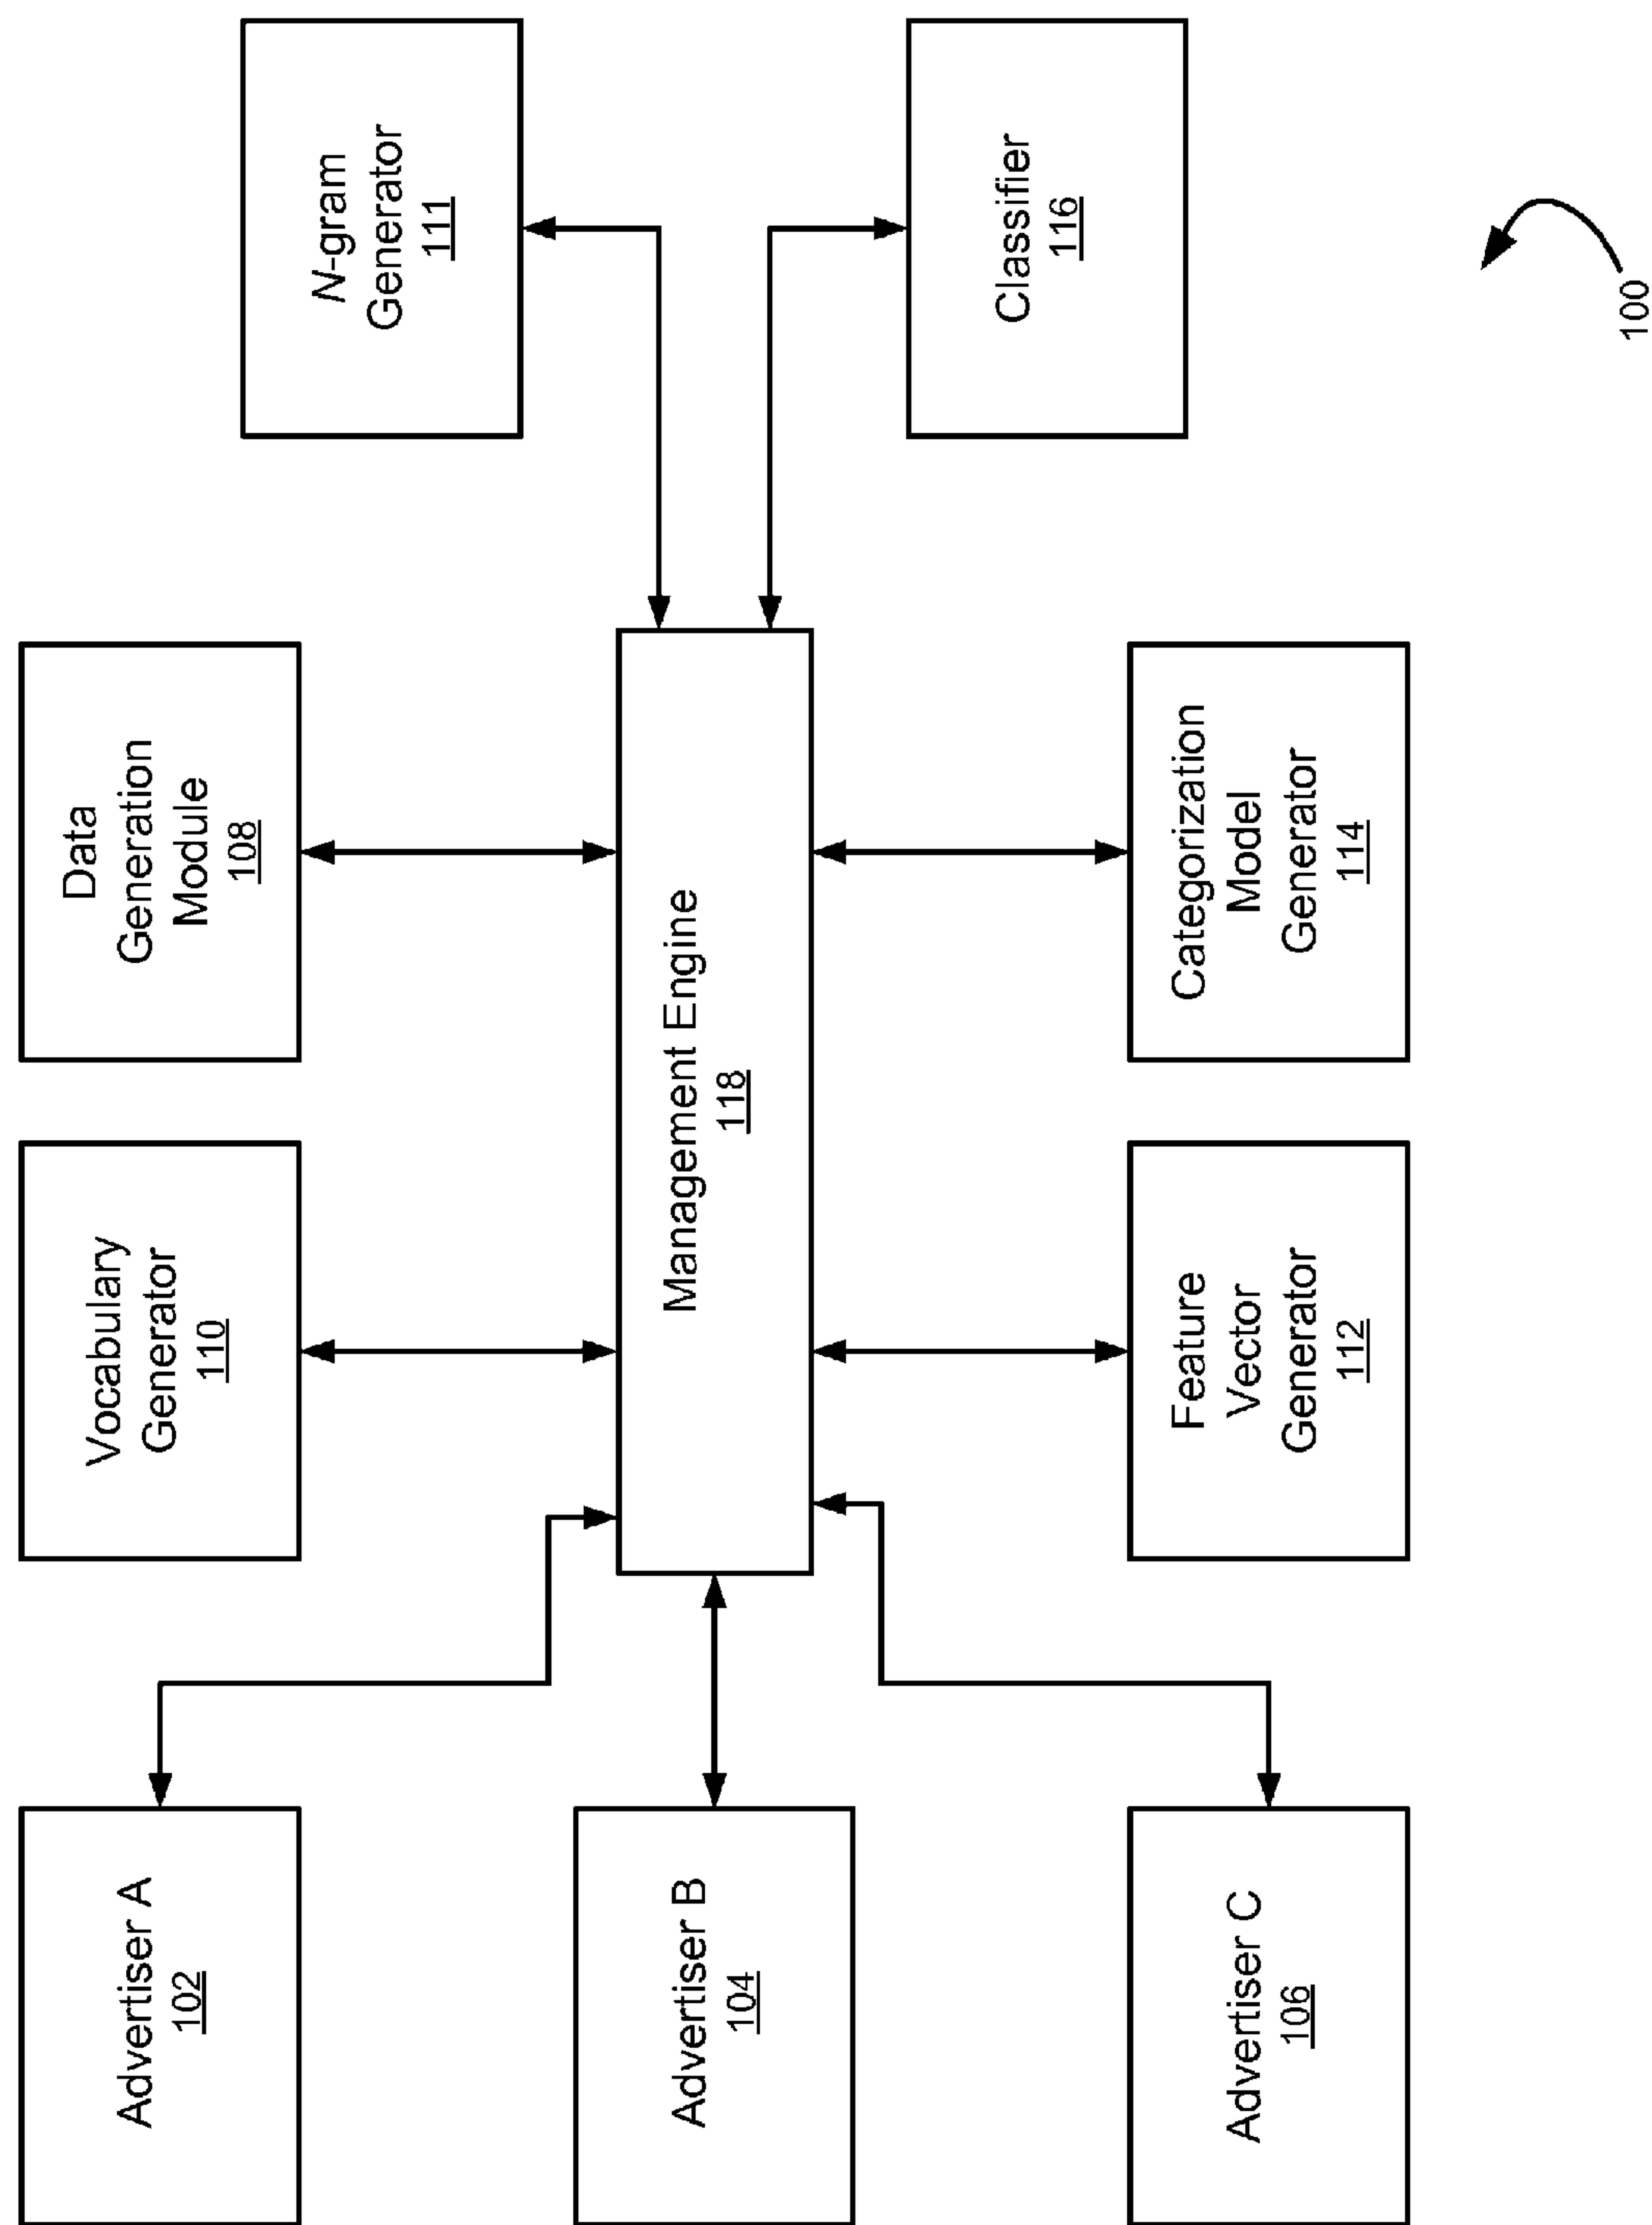 Advertiser A
102
Advertiser B
104
Advertiser C
106
Vocabulary
Generator
110
Data
Generation
Module
108
Management Engine
118
Feature
Vector
Generator
112
Categorization
Model
Generator
114
N-gram
Generator
111
Classifier
116
100